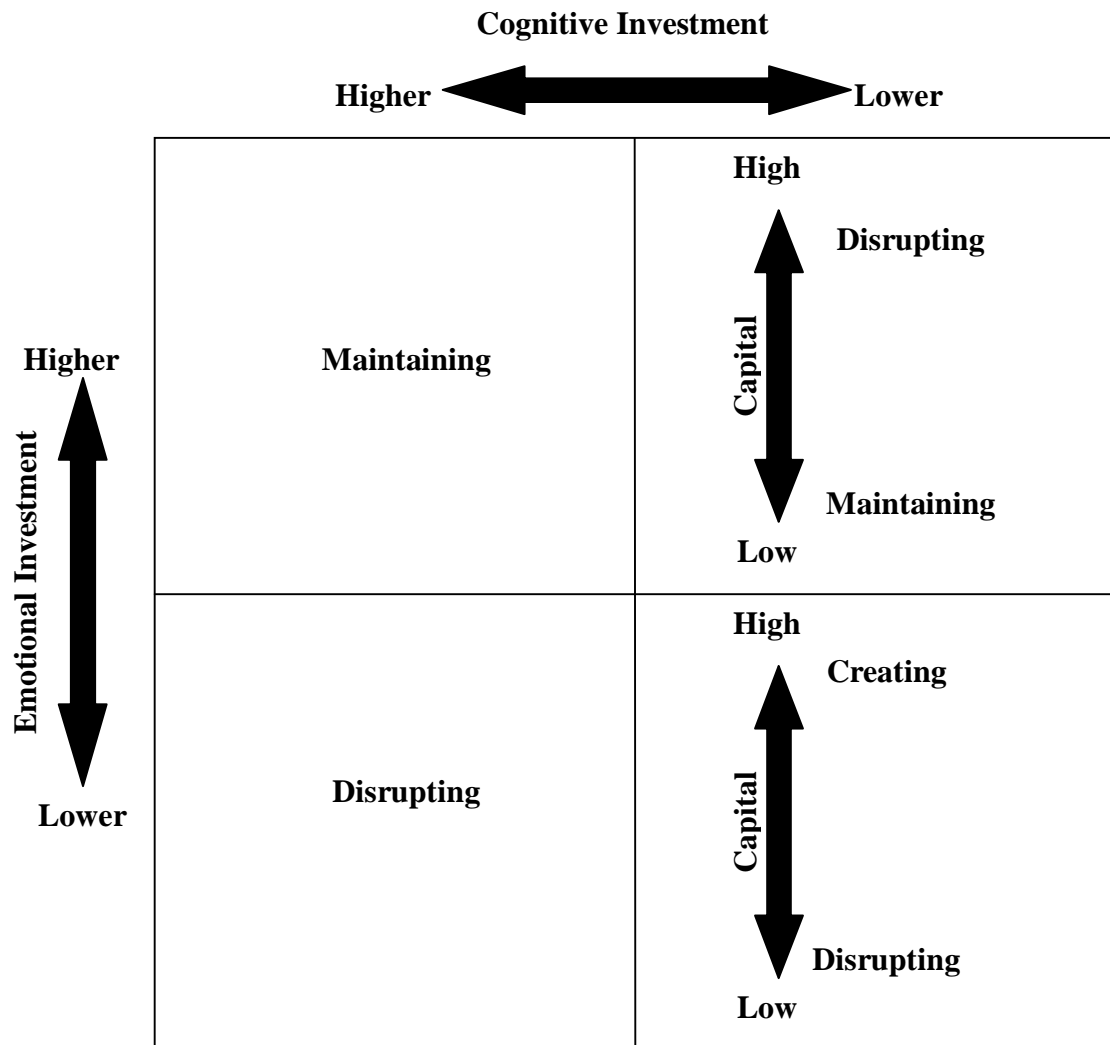 Cognitive Investment
Higher
Lower
High
Disrupting
Capital
Maintaining
Low
Maintaining
Higher
Emotional Investment
Lower
High
Creating
Capital
Disrupting
Low
Disrupting